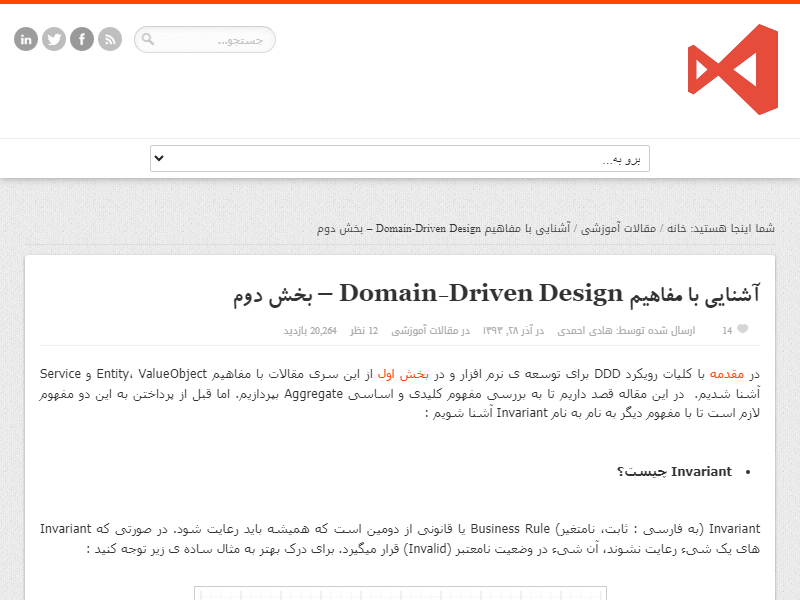 جستجو...
برو به...
شما اینجا هستید: خانه / مقالات آموزشی / آشنایی با مفاهیم Domain-Driven Design – بخش دوم
آشنایی با مفاهیم Domain-Driven Design – بخش دوم
14 ارسال شده توسط: هادی احمدی در آذر ۲۸, ۱۳۹۳ در مقالات آموزشی 12 نظر 20,264 بازدید
در مقدمه با کلیات رویکرد DDD برای توسعه ی نرم افزار و در بخش اول از این سری مقالات با مفاهیم Entity، ValueObject و Service
آشنا شدیم. در این مقاله قصد داریم تا به بررسی مفهوم کلیدی و اساسی Aggregate بپردازیم. اما قبل از پرداختن به این دو مفهوم
لازم است تا با مفهوم دیگر به نام به نام Invariant آشنا شویم :
• Invariant چیست؟
Invariant (به فارسی : ثابت، نامتغیر) Business Rule یا قانونی از دومین است که همیشه باید رعایت شود. در صورتی که Invariant
های یک شیء رعایت نشوند، آن شیء در وضعیت نامعتبر (Invalid) قرار میگیرد. برای درک بهتر به مثال ساده ی زیر توجه کنید :